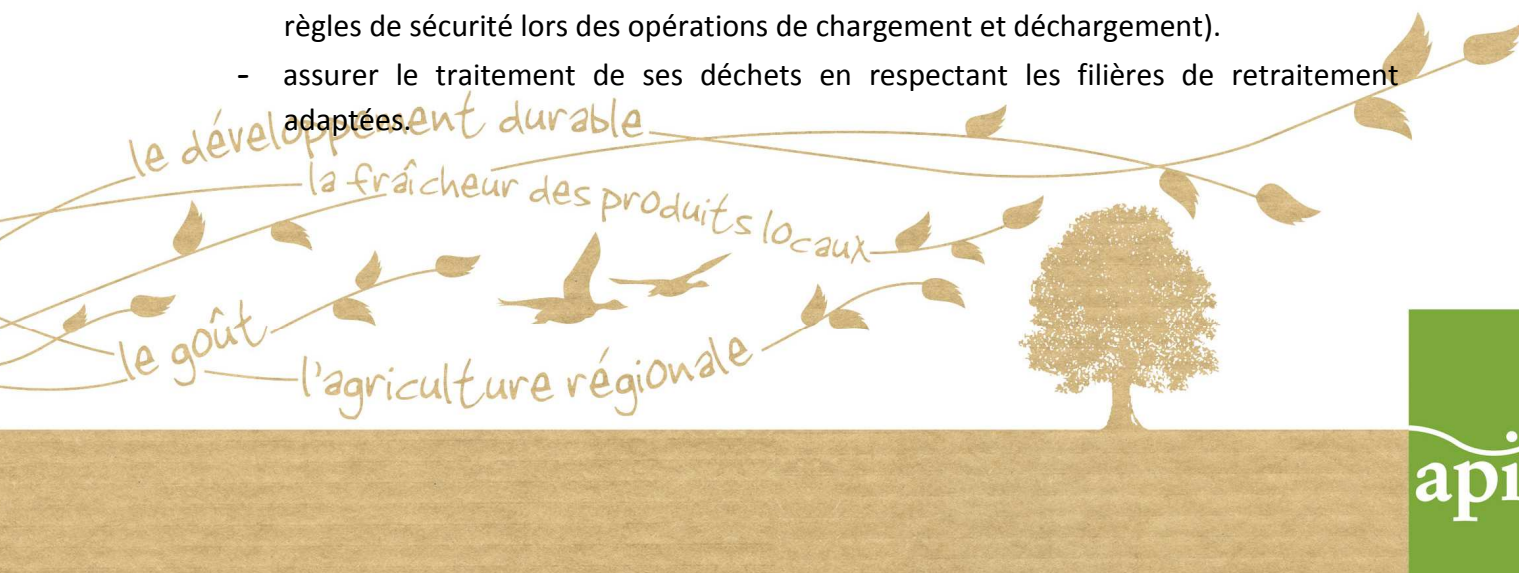 règles de sécurité lors des opérations de chargement et déchargement).
- assurer le traitement de ses déchets en respectant les filières de retraitement
adaptées.
le développement durable
la fraîcheur des produits locaux
le goût
l'agriculture régionale
api